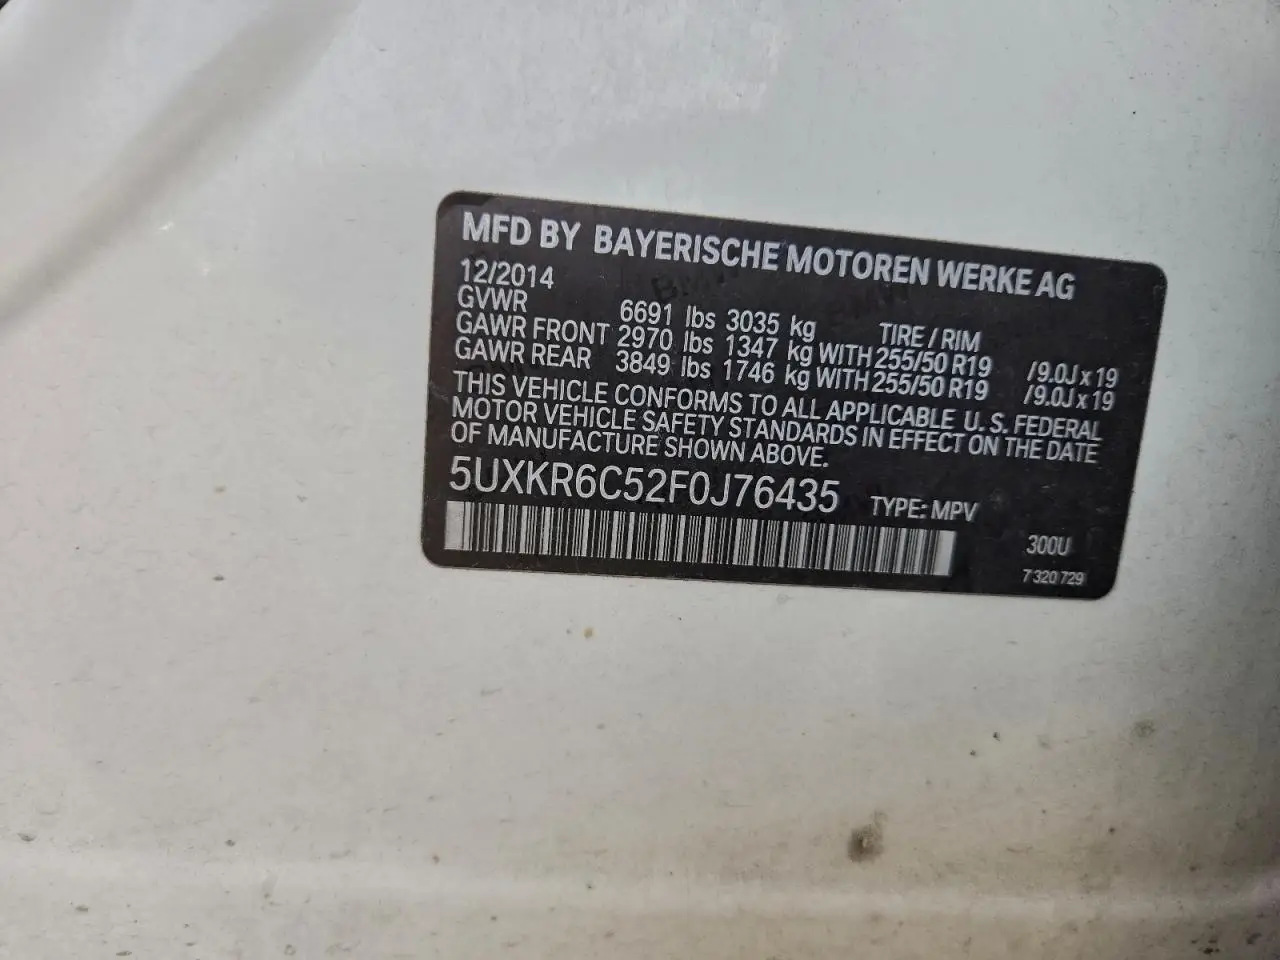 MFD BY BAYERISCHE MOTOREN WERKE AG
12/2014
GVWR 6691 lbs 3035 kg TIRE / RIM
GAWR FRONT 2970 lbs 1347 kg WITH 255/50 R19 /9.0J x 19
GAWR REAR 3849 lbs 1746 kg WITH 255/50 R19 /9.0J x 19
THIS VEHICLE CONFORMS TO ALL APPLICABLE U. S. FEDERAL
MOTOR VEHICLE SAFETY STANDARDS IN EFFECT ON THE DATE
OF MANUFACTURE SHOWN ABOVE.
5UXKR6C52F0J76435 TYPE: MPV
300U
7 320 729